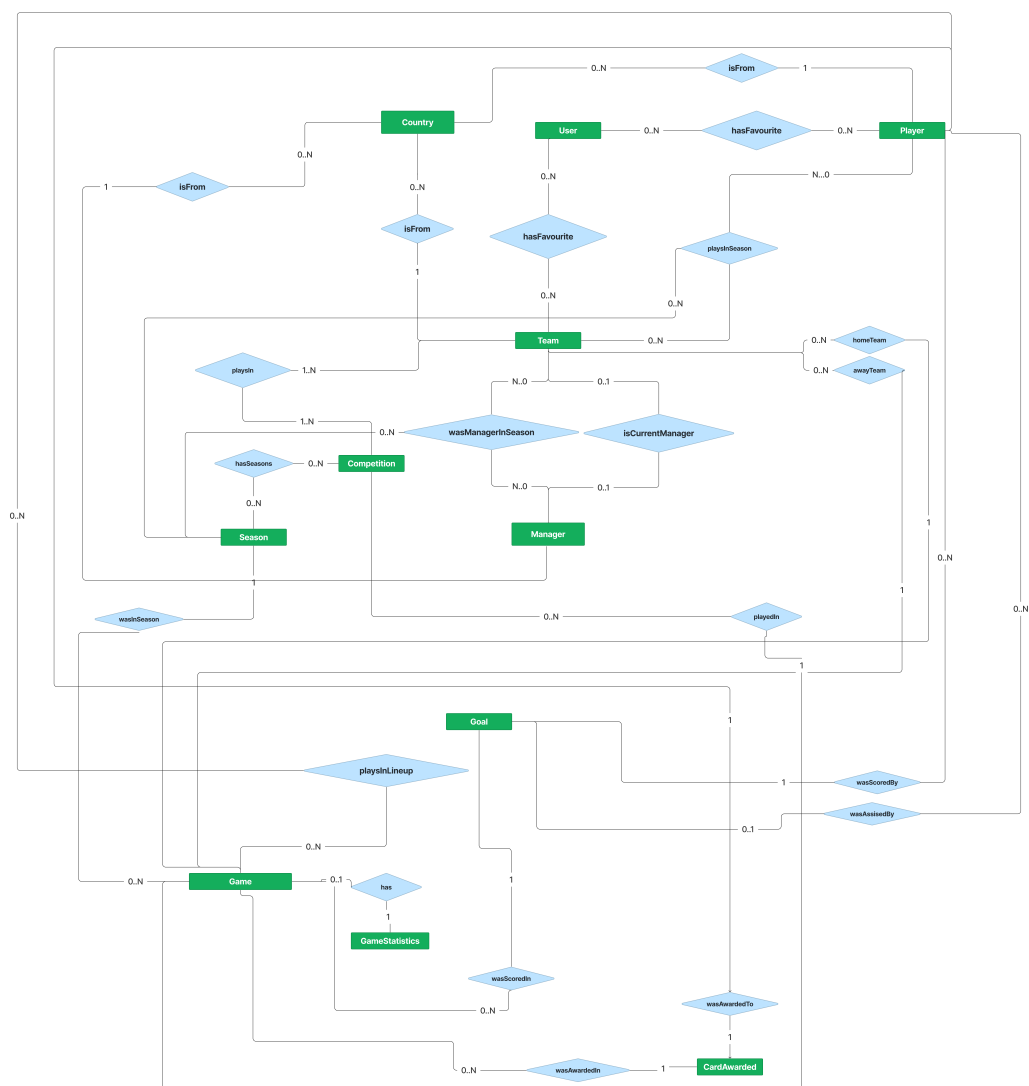 0..N
isFrom
1
Country
User
0..N
hasFavourite
0..N
Player
0..N
N...0
0..N
0..N
1
isFrom
isFrom
hasFavourite
playsInSeason
1
0..N
0..N
Team
0..N
0..N
homeTeam
playsIn
1..N
0..N
awayTeam
N..0
0..1
1..N
0..N
wasManagerInSeason
isCurrentManager
hasSeasons
0..N
Competition
N..0
0..1
0..N
0..N
1
Season
Manager
0..N
1
1
0..N
wasInSeason
0..N
playedIn
1
Goal
1
playsInLineup
1
wasScoredBy
0..1
wasAssisedBy
0..N
0..N
Game
0..1
has
1
1
GameStatistics
wasScoredIn
wasAwardedTo
0..N
1
0..N
wasAwardedIn
1
CardAwarded